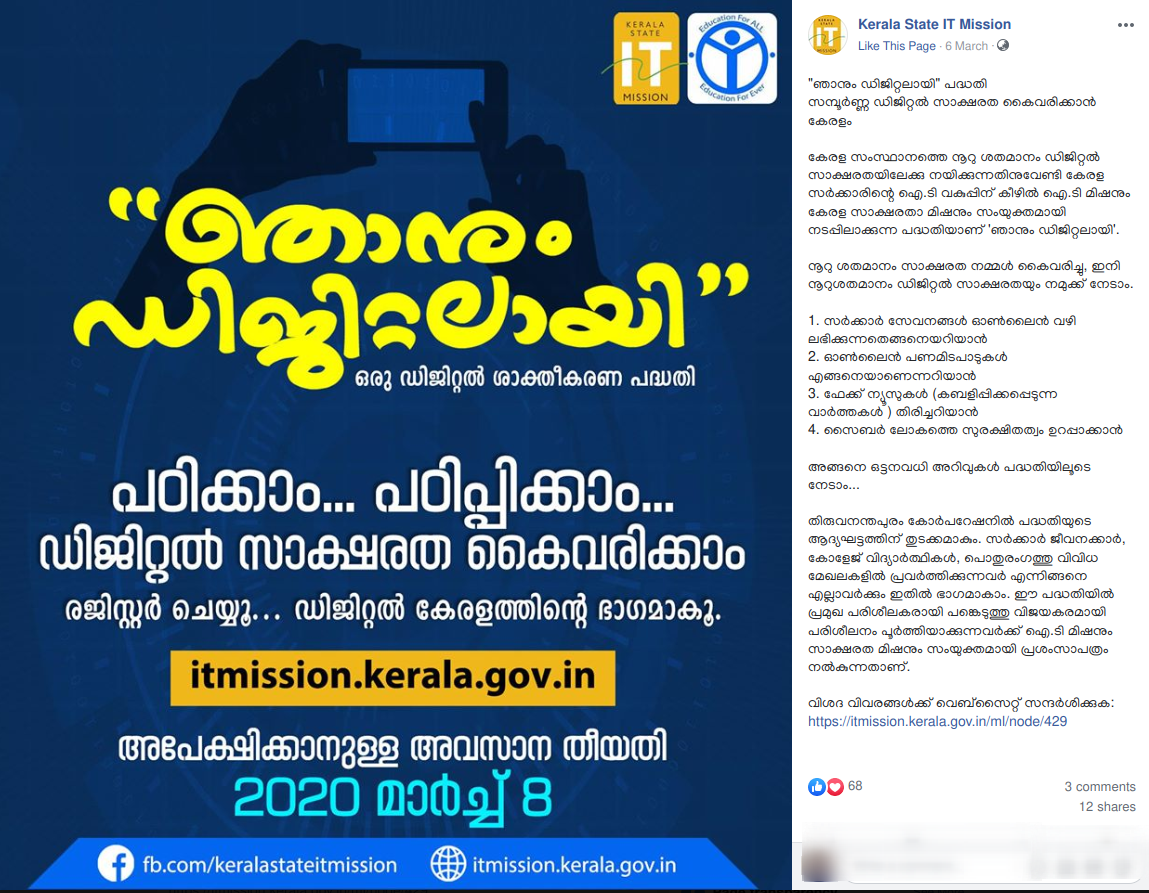 KERALA
STATE
IT
MISSION
Education For ALL
Education For Ever
“ഞാനും
ഡിജിറ്റലായി”
ഒരു ഡിജിറ്റൽ ശാക്തീകരണ പദ്ധതി
പഠിക്കാം... പഠിപ്പിക്കാം...
ഡിജിറ്റൽ സാക്ഷരത കൈവരിക്കാം
രജിസ്റ്റർ ചെയ്യൂ... ഡിജിറ്റൽ കേരളത്തിന്റെ ഭാഗമാകൂ.
itmission.kerala.gov.in
അപേക്ഷിക്കാനുള്ള അവസാന തീയതി
2020 മാർച്ച് 8
fb.com/keralastateitmission
itmission.kerala.gov.in
KERALA
STATE
IT
MISSION
Kerala State IT Mission
Like This Page · 6 March ·
"ഞാനും ഡിജിറ്റലായി" പദ്ധതി
സമ്പൂർണ്ണ ഡിജിറ്റൽ സാക്ഷരത കൈവരിക്കാൻ
കേരളം
കേരള സംസ്ഥാനത്തെ നൂറു ശതമാനം ഡിജിറ്റൽ
സാക്ഷരതയിലേക്കു നയിക്കുന്നതിനുവേണ്ടി കേരള
സർക്കാരിന്റെ ഐ.ടി വകുപ്പിന് കീഴിൽ ഐ.ടി മിഷനും
കേരള സാക്ഷരതാ മിഷനും സംയുക്തമായി
നടപ്പിലാക്കുന്ന പദ്ധതിയാണ് 'ഞാനും ഡിജിറ്റലായി'.
നൂറു ശതമാനം സാക്ഷരത നമ്മൾ കൈവരിച്ചു, ഇനി
നൂറുശതമാനം ഡിജിറ്റൽ സാക്ഷരതയും നമുക്ക് നേടാം.
1. സർക്കാർ സേവനങ്ങൾ ഓൺലൈൻ വഴി
ലഭിക്കുന്നതെങ്ങനെയറിയാൻ
2. ഓൺലൈൻ പണമിടപാടുകൾ
എങ്ങനെയാണെന്നറിയാൻ
3. ഫേക്ക് ന്യൂസുകൾ (കബളിപ്പിക്കപ്പെടുന്ന
വാർത്തകൾ ) തിരിച്ചറിയാൻ
4. സൈബർ ലോകത്തെ സുരക്ഷിതത്വം ഉറപ്പാക്കാൻ
അങ്ങനെ ഒട്ടനവധി അറിവുകൾ പദ്ധതിയിലൂടെ
നേടാം...
തിരുവനന്തപുരം കോർപറേഷനിൽ പദ്ധതിയുടെ
ആദ്യഘട്ടത്തിന് തുടക്കമാകും. സർക്കാർ ജീവനക്കാർ,
കോളേജ് വിദ്യാർത്ഥികൾ, പൊതുരംഗത്തു വിവിധ
മേഖലകളിൽ പ്രവർത്തിക്കുന്നവർ എന്നിങ്ങനെ
എല്ലാവർക്കും ഇതിൽ ഭാഗമാകാം. ഈ പദ്ധതിയിൽ
പ്രമുഖ പരിശീലകരായി പങ്കെടുത്തു വിജയകരമായി
പരിശീലനം പൂർത്തിയാക്കുന്നവർക്ക് ഐ.ടി മിഷനും
സാക്ഷരത മിഷനും സംയുക്തമായി പ്രശംസാപത്രം
നൽകുന്നതാണ്.
വിശദ വിവരങ്ങൾക്ക് വെബ്സൈറ്റ് സന്ദർശിക്കുക:
https://itmission.kerala.gov.in/ml/node/429
68
3 comments
12 shares